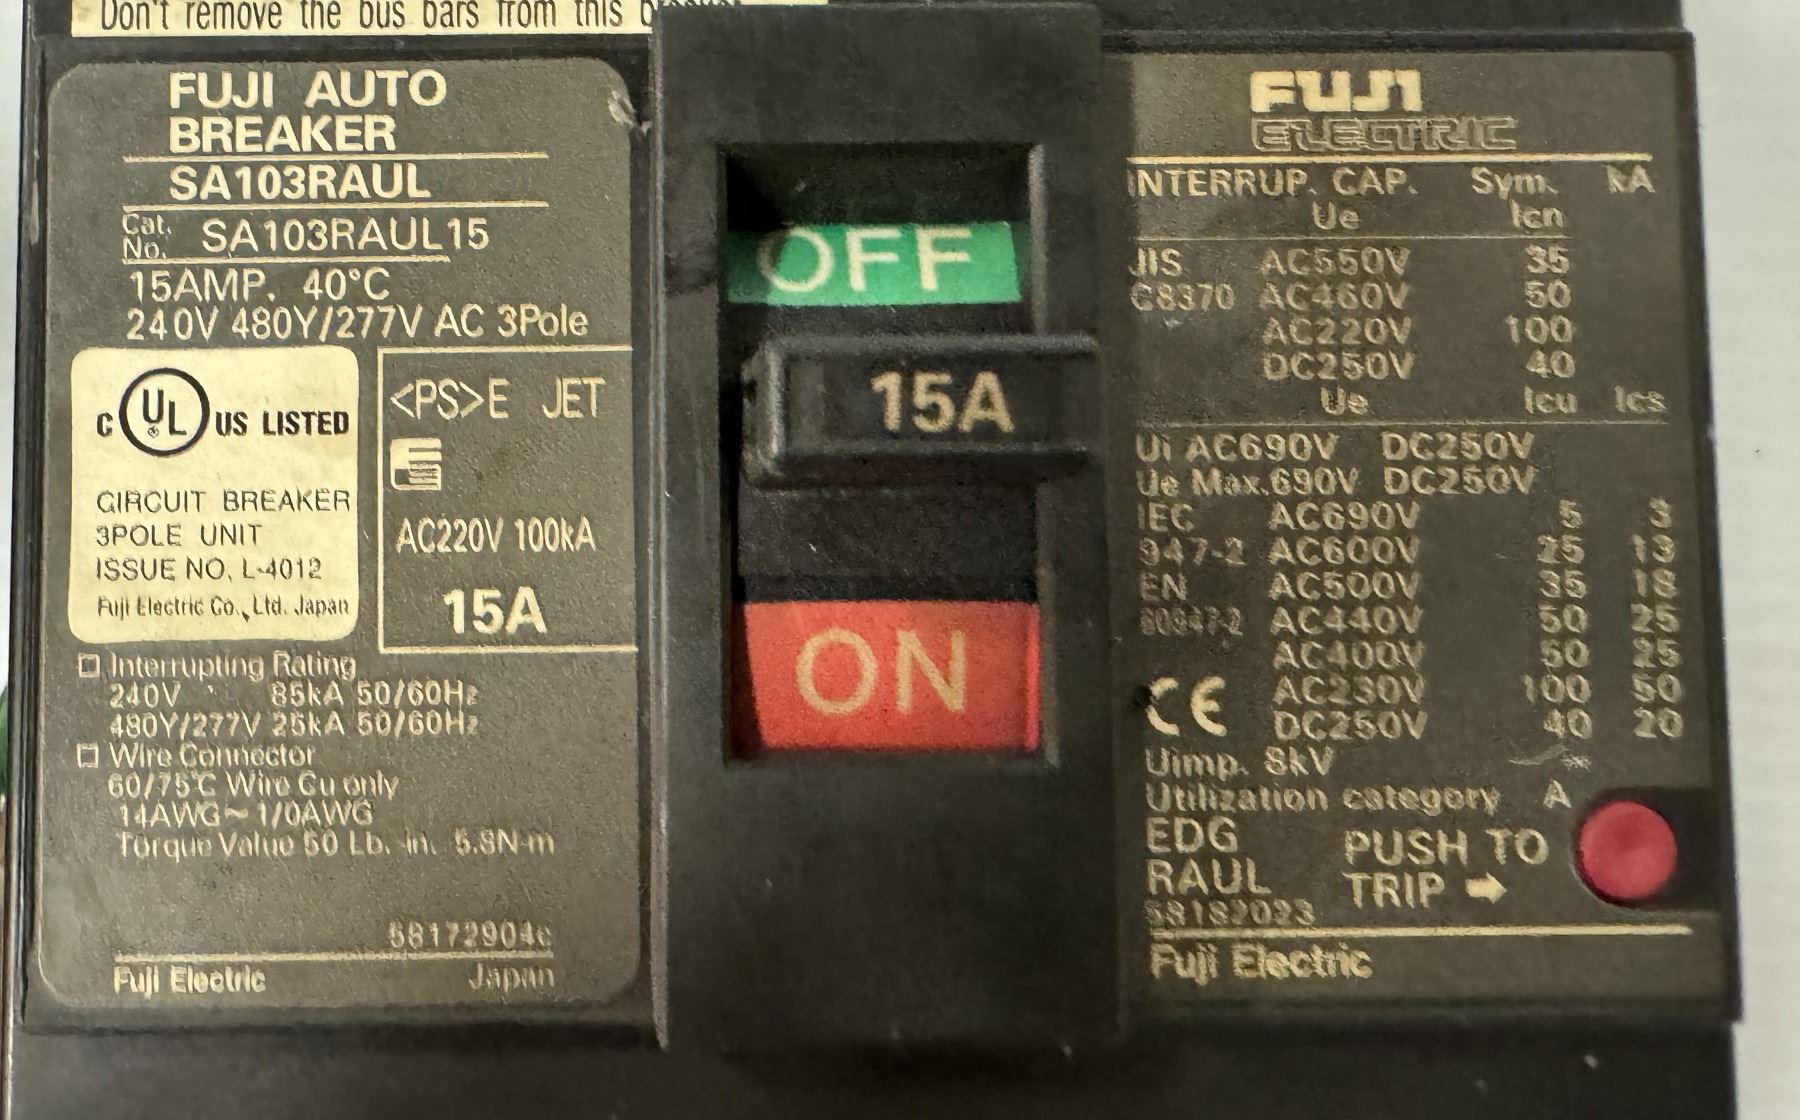 Don't remove the bus bars from this
FUJI AUTO
BREAKER
SA103RAUL
Cat.
No. SA103RAUL15
15AMP. 40°C
240V 480Y/277V AC 3Pole
C UL ® US LISTED
CIRCUIT BREAKER
3POLE UNIT
ISSUE NO. L-4012
Fuji Electric Co., Ltd. Japan
<PS>E JET
AC220V 100kA
15A
□ Interrupting Rating
240V 85kA 50/60Hz
480Y/277V 25kA 50/60Hz
□ Wire Connector
60/75℃ Wire Cu only
14AWG~1/0AWG
Torque Value 50 Lb. in. 5.8N·m
58172904c
Fuji Electric Japan
OFF
15A
ON
FUJI
ELECTRIC
INTERRUP. CAP. Sym. kA
Ue Icn
JIS AC550V 35
C8370 AC460V 50
AC220V 100
DC250V 40
Ue Icu Ics
Ui AC690V DC250V
Ue Max.690V DC250V
IEC AC690V 5 3
947-2 AC600V 25 13
EN AC500V 35 18
60947-2 AC440V 50 25
AC400V 50 25
AC230V 100 50
CE DC250V 40 20
Uimp. 8kV
Utilization category A
EDG
RAUL
58182023
PUSH TO
TRIP →
Fuji Electric